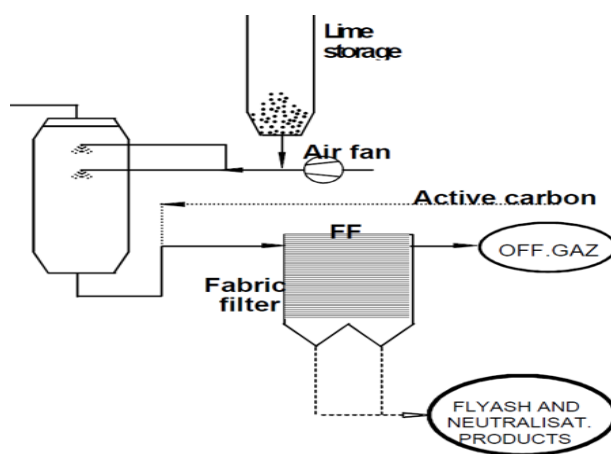 Lime
storage
Air fan
Active carbon
FF
OFF.GAZ
Fabric
filter
FLYASH AND
NEUTRALISAT.
PRODUCTS